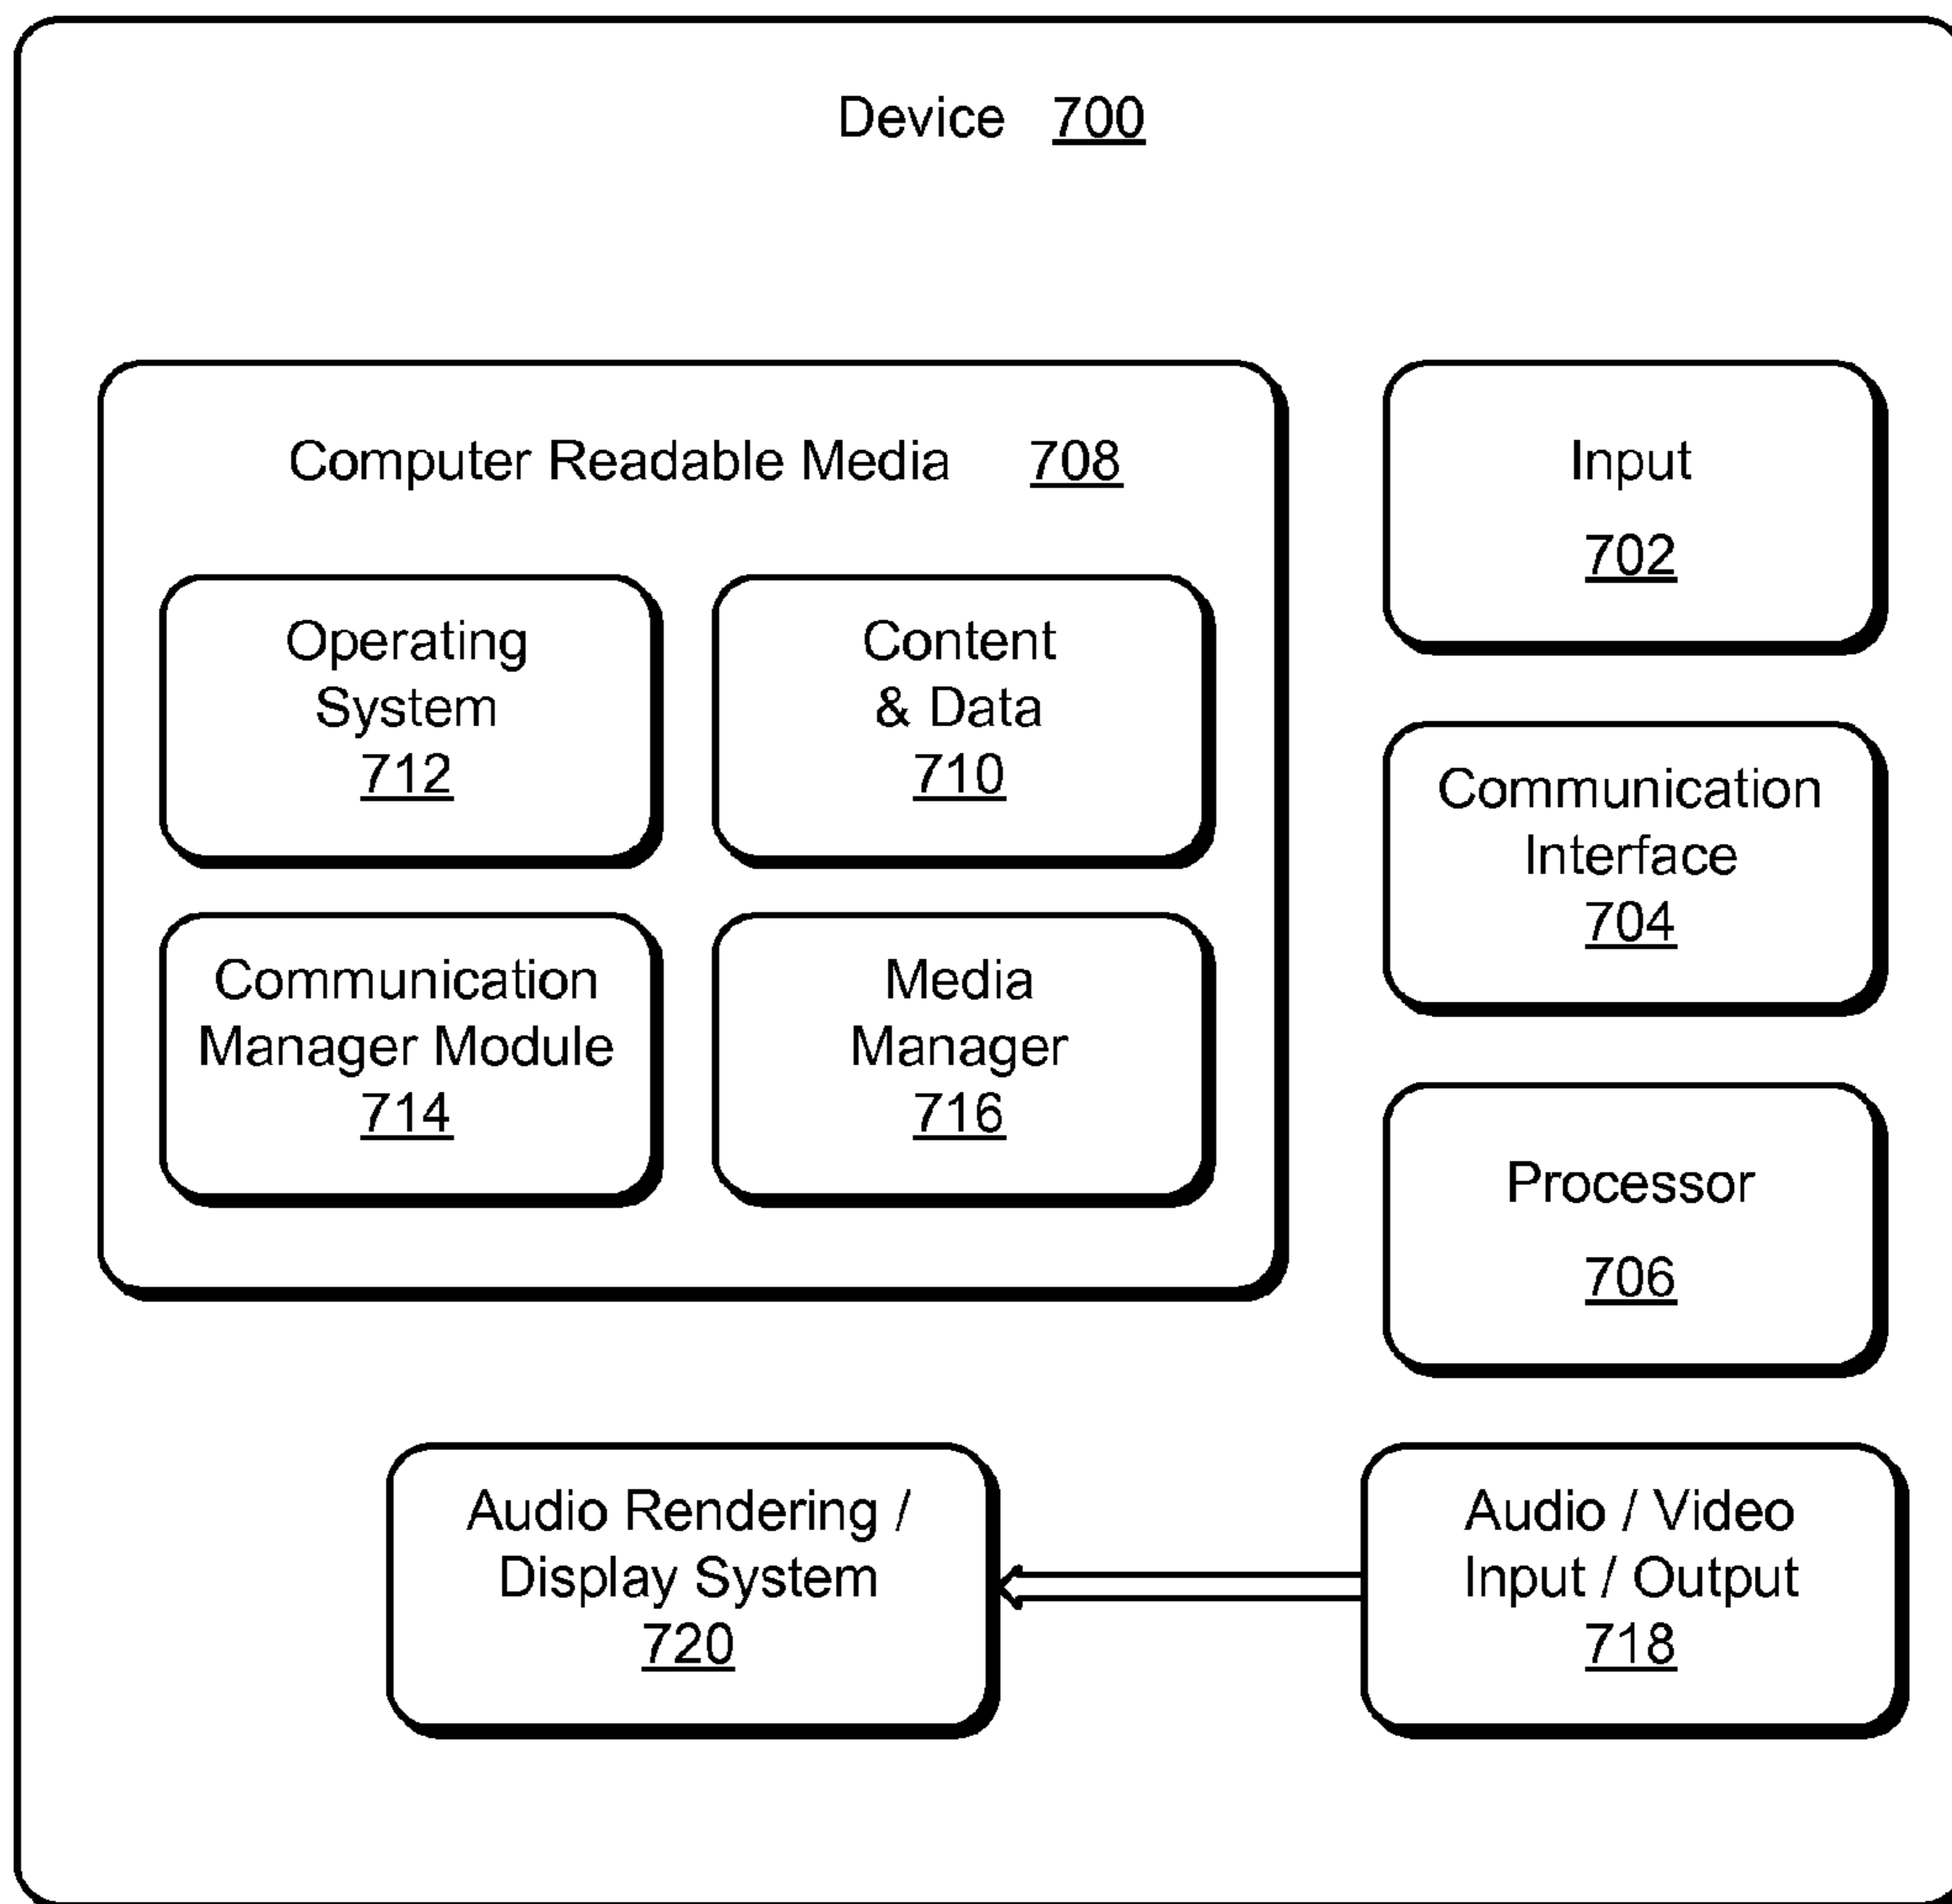 Device 700
Computer Readable Media 708
Operating
System
712
Content
& Data
710
Communication
Manager Module
714
Media
Manager
716
Input
702
Communication
Interface
704
Processor
706
Audio Rendering /
Display System
720
Audio / Video
Input / Output
718